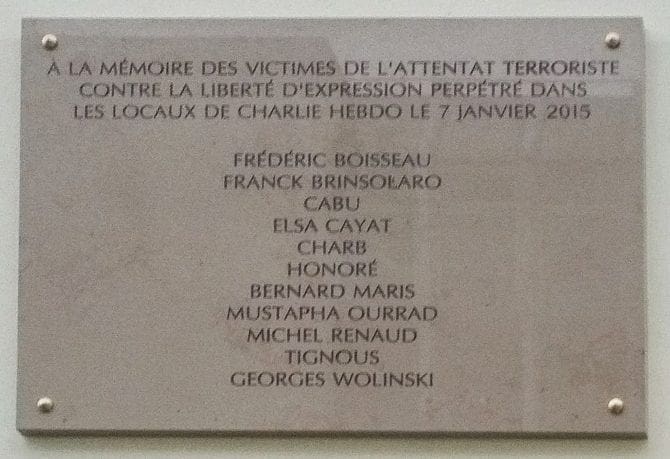 À LA MÉMOIRE DES VICTIMES DE L'ATTENTAT TERRORISTE
CONTRE LA LIBERTÉ D'EXPRESSION PERPÉTRÉ DANS
LES LOCAUX DE CHARLIE HEBDO LE 7 JANVIER 2015
FRÉDÉRIC BOISSEAU
FRANCK BRINSOLARO
CABU
ELSA CAYAT
CHARB
HONORÉ
BERNARD MARIS
MUSTAPHA OURRAD
MICHEL RENAUD
TIGNOUS
GEORGES WOLINSKI